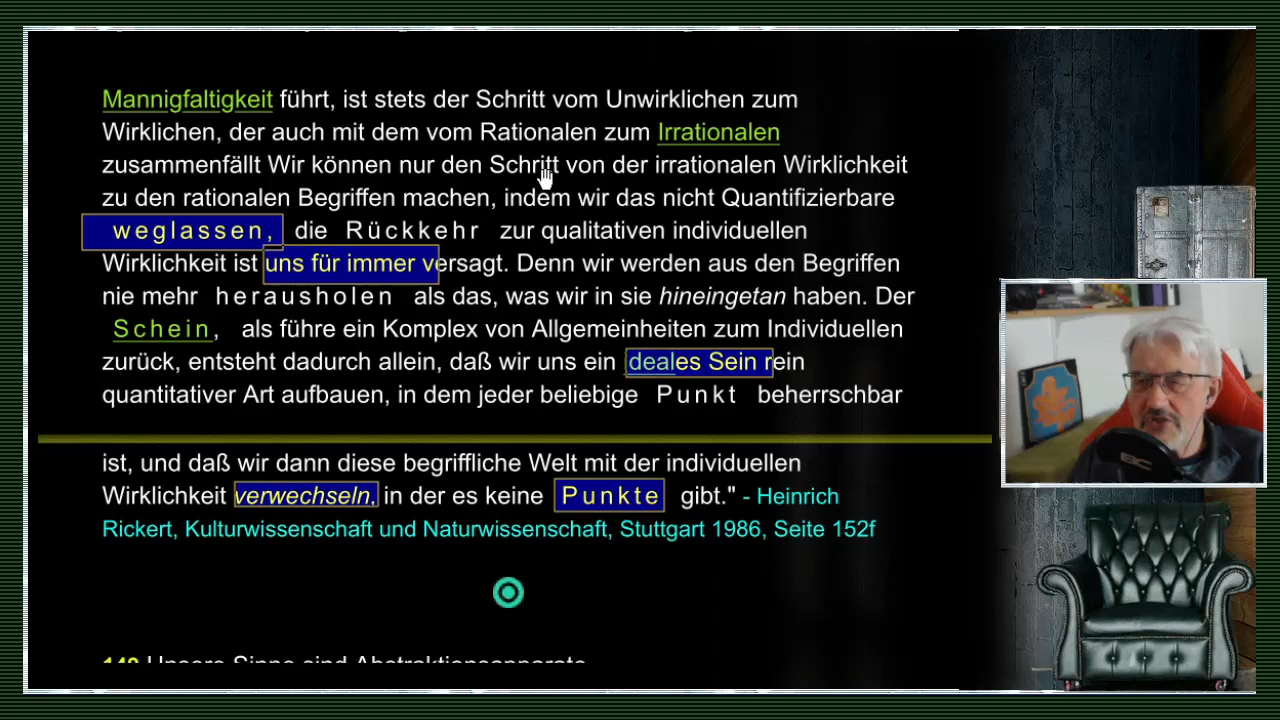 Mannigfaltigkeit führt, ist stets der Schritt vom Unwirklichen zum
Wirklichen, der auch mit dem vom Rationalen zum Irrationalen
zusammenfällt Wir können nur den Schritt von der irrationalen Wirklichkeit
zu den rationalen Begriffen machen, indem wir das nicht Quantifizierbare
weglassen, die Rückkehr zur qualitativen individuellen
Wirklichkeit ist uns für immer versagt. Denn wir werden aus den Begriffen
nie mehr herausholen als das, was wir in sie hineingetan haben. Der
Schein, als führe ein Komplex von Allgemeinheiten zum Individuellen
zurück, entsteht dadurch allein, daß wir uns ein ideales Sein rein
quantitativer Art aufbauen, in dem jeder beliebige Punkt beherrschbar
ist, und daß wir dann diese begriffliche Welt mit der individuellen
Wirklichkeit verwechseln, in der es keine Punkte gibt." - Heinrich
Rickert, Kulturwissenschaft und Naturwissenschaft, Stuttgart 1986, Seite 152f
Unsere Sinne sind Abstraktionsapparate